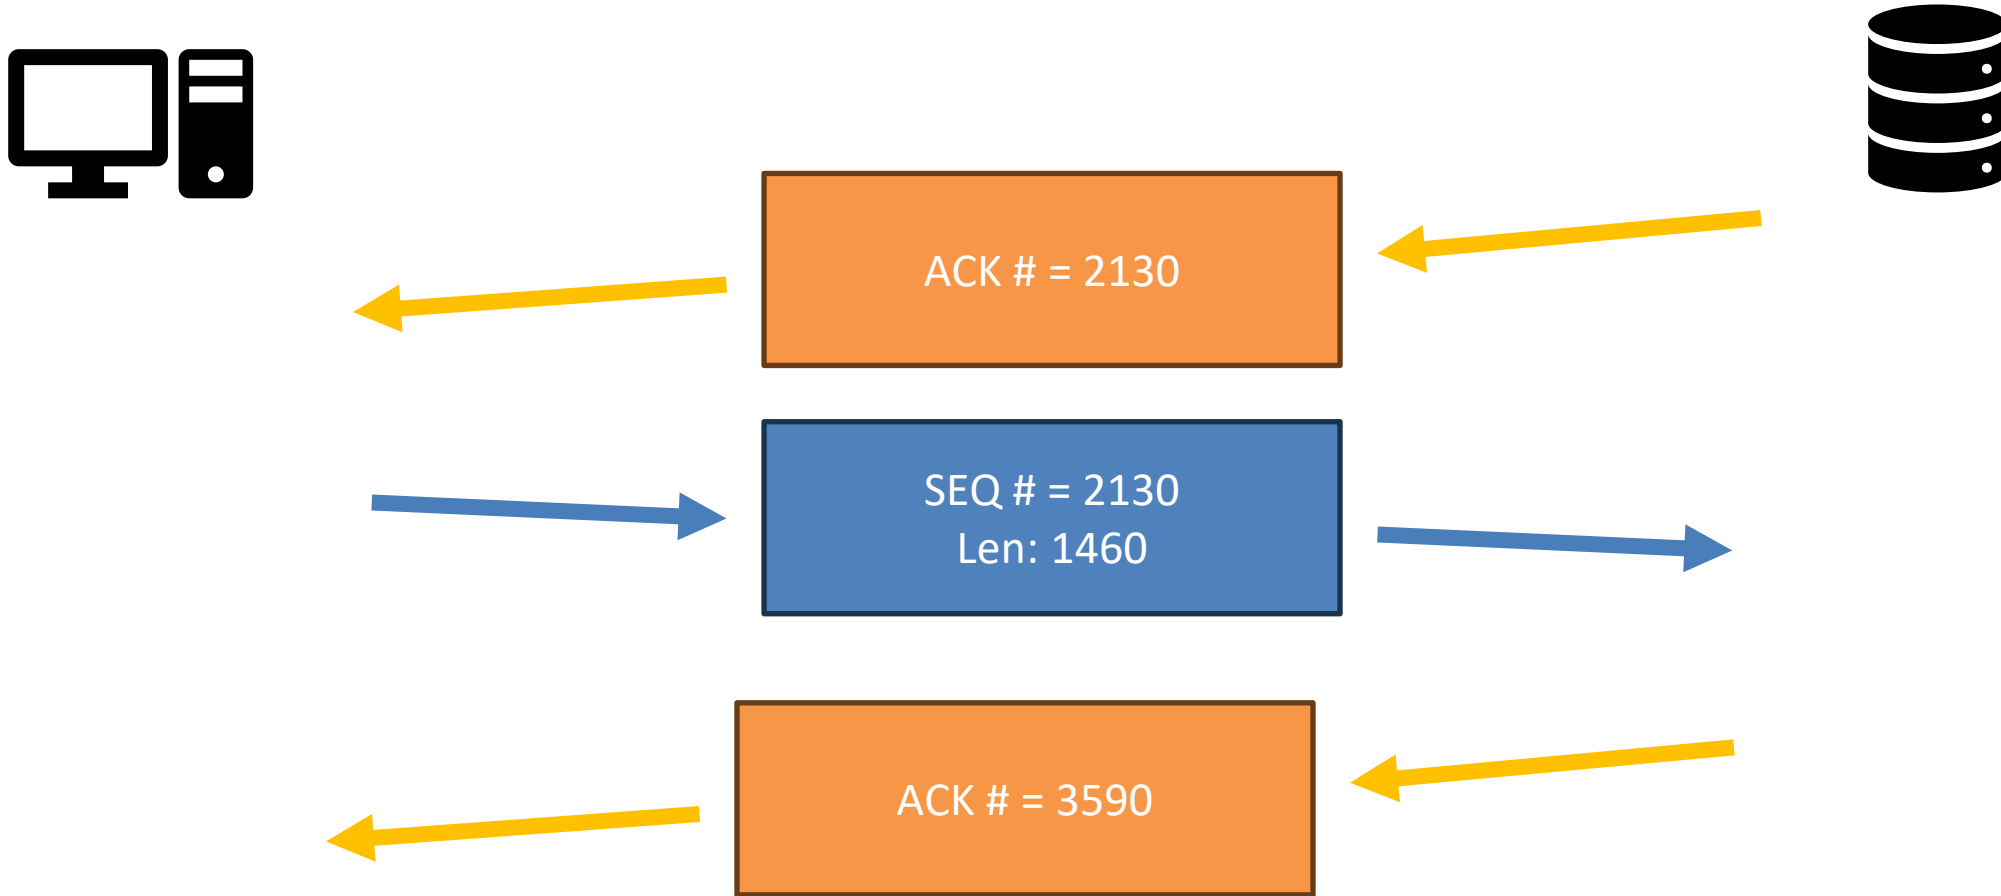 ACK # = 2130
SEQ # = 2130
Len: 1460
ACK # = 3590